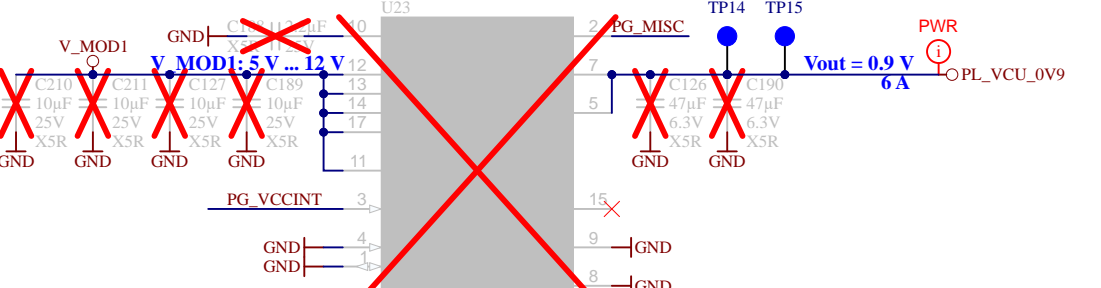 U23
TP14 TP15
PWR
i
GND
10
2 PG_MISC
V_MOD1
V_MOD1: 5 V ... 12 V
12
7
Vout = 0.9 V
6 A
PL_VCU_0V9
C210 C211 C127 C189
10µF 10µF 10µF 10µF
25V 25V 25V 25V
X5R X5R X5R X5R
GND GND GND GND
13
14
17
11
5
C126 C190
47µF 47µF
6.3V 6.3V
X5R X5R
GND GND
PG_VCCINT 3
15
GND 4
GND 1
9 GND
8 GND